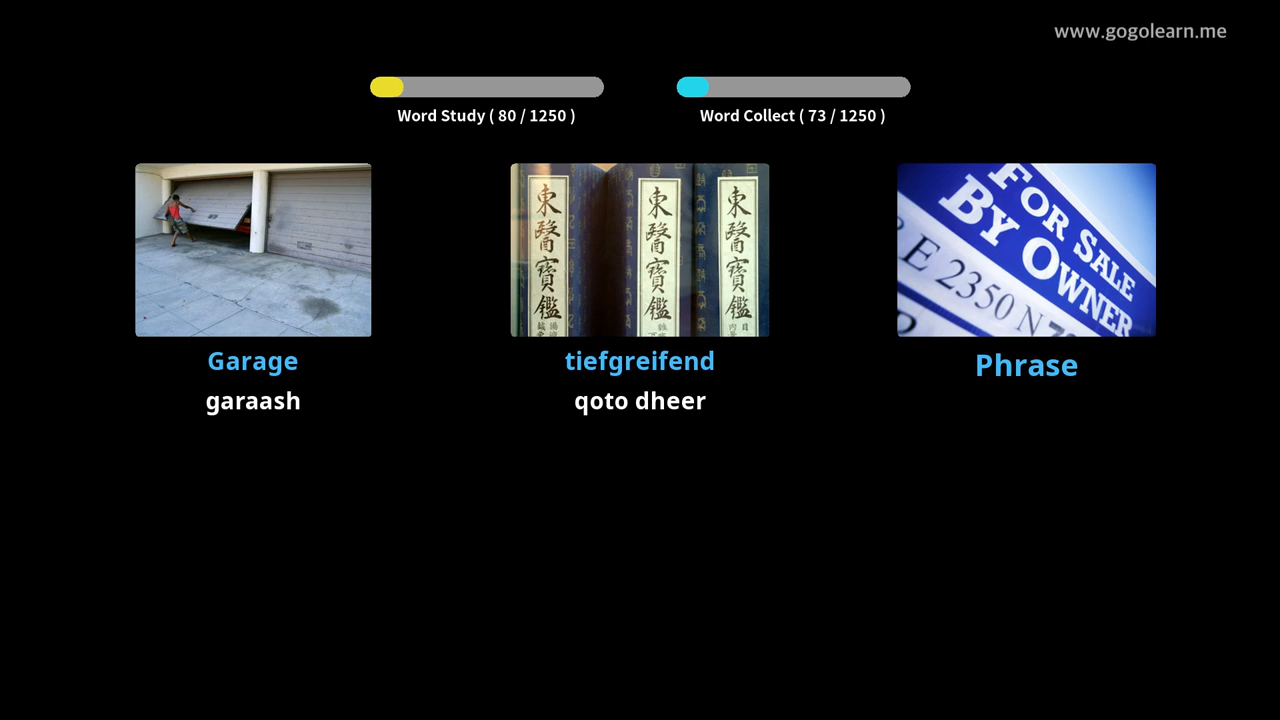 www.gogolearn.me
Word Study ( 80 / 1250 )
Word Collect ( 73 / 1250 )
東醫寶鑑
東醫寶鑑
東醫寶鑑
FOR SALE
BY OWNER
E 2350 N
Garage
garaash
tiefgreifend
qoto dheer
Phrase